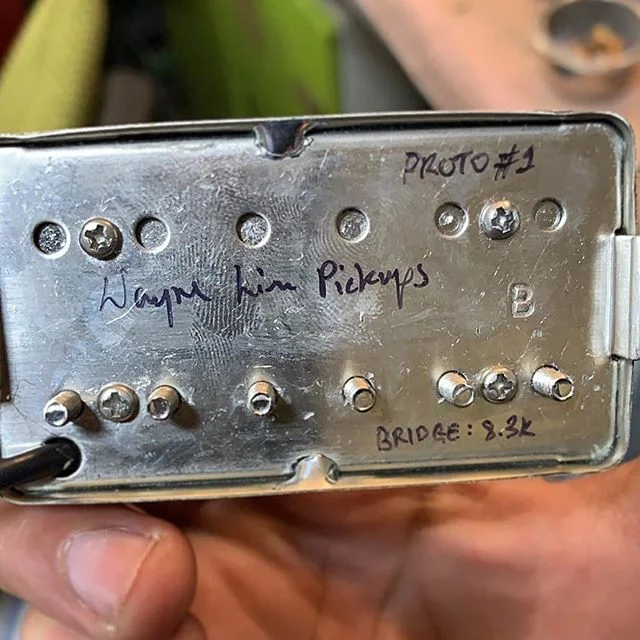 PROTO #1
Wayne Lim Pickups
B
BRIDGE: 8.3K